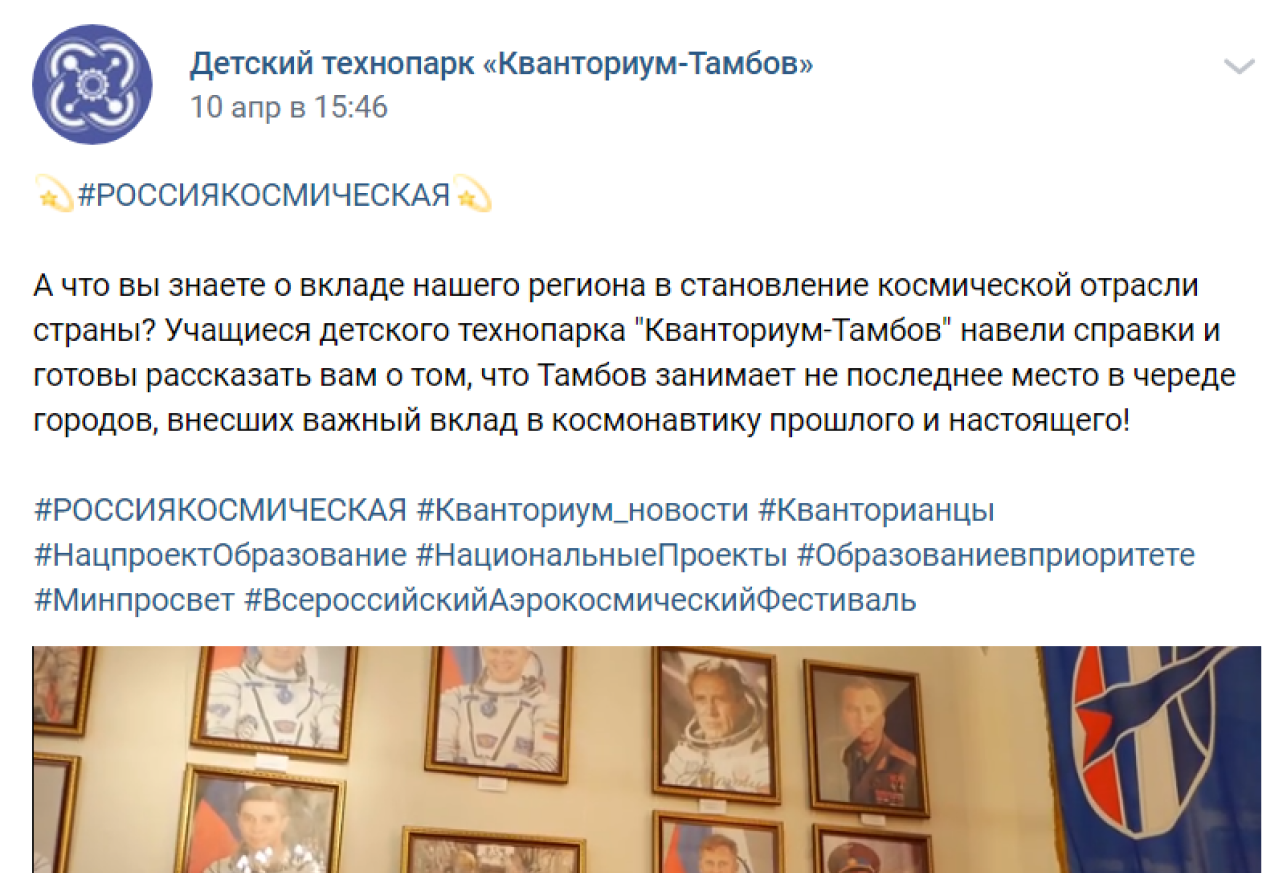 Детский технопарк «Кванториум-Тамбов»
10 апр в 15:46
💫#РОССИЯКОСМИЧЕСКАЯ💫
А что вы знаете о вкладе нашего региона в становление космической отрасли
страны? Учащиеся детского технопарка "Кванториум-Тамбов" навели справки и
готовы рассказать вам о том, что Тамбов занимает не последнее место в череде
городов, внесших важный вклад в космонавтику прошлого и настоящего!
#РОССИЯКОСМИЧЕСКАЯ #Кванториум_новости #Кванторианцы
#НацпроектОбразование #НациональныеПроекты #Образованиевприоритете
#Минпросвет #ВсероссийскийАэрокосмическийФестиваль